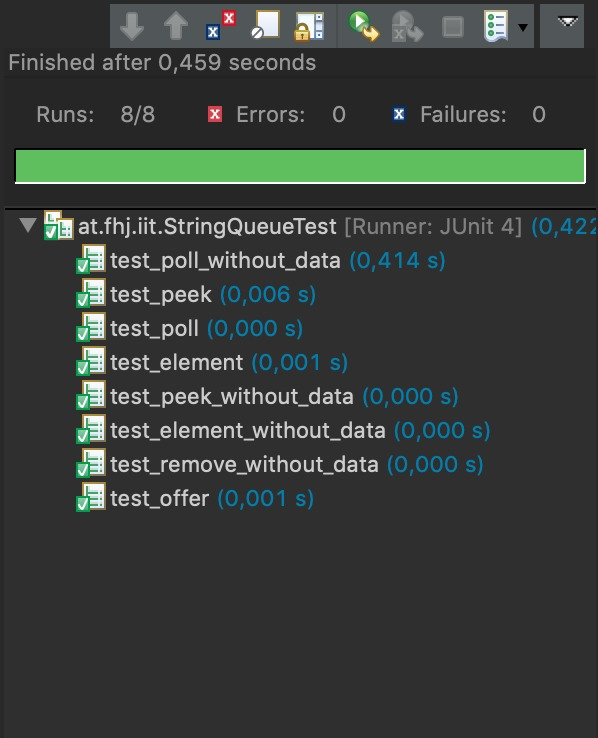 Finished after 0,459 seconds
Runs: 8/8 Errors: 0 Failures: 0
at.fhj.iit.StringQueueTest [Runner: JUnit 4] (0,422
test_poll_without_data (0,414 s)
test_peek (0,006 s)
test_poll (0,000 s)
test_element (0,001 s)
test_peek_without_data (0,000 s)
test_element_without_data (0,000 s)
test_remove_without_data (0,000 s)
test_offer (0,001 s)